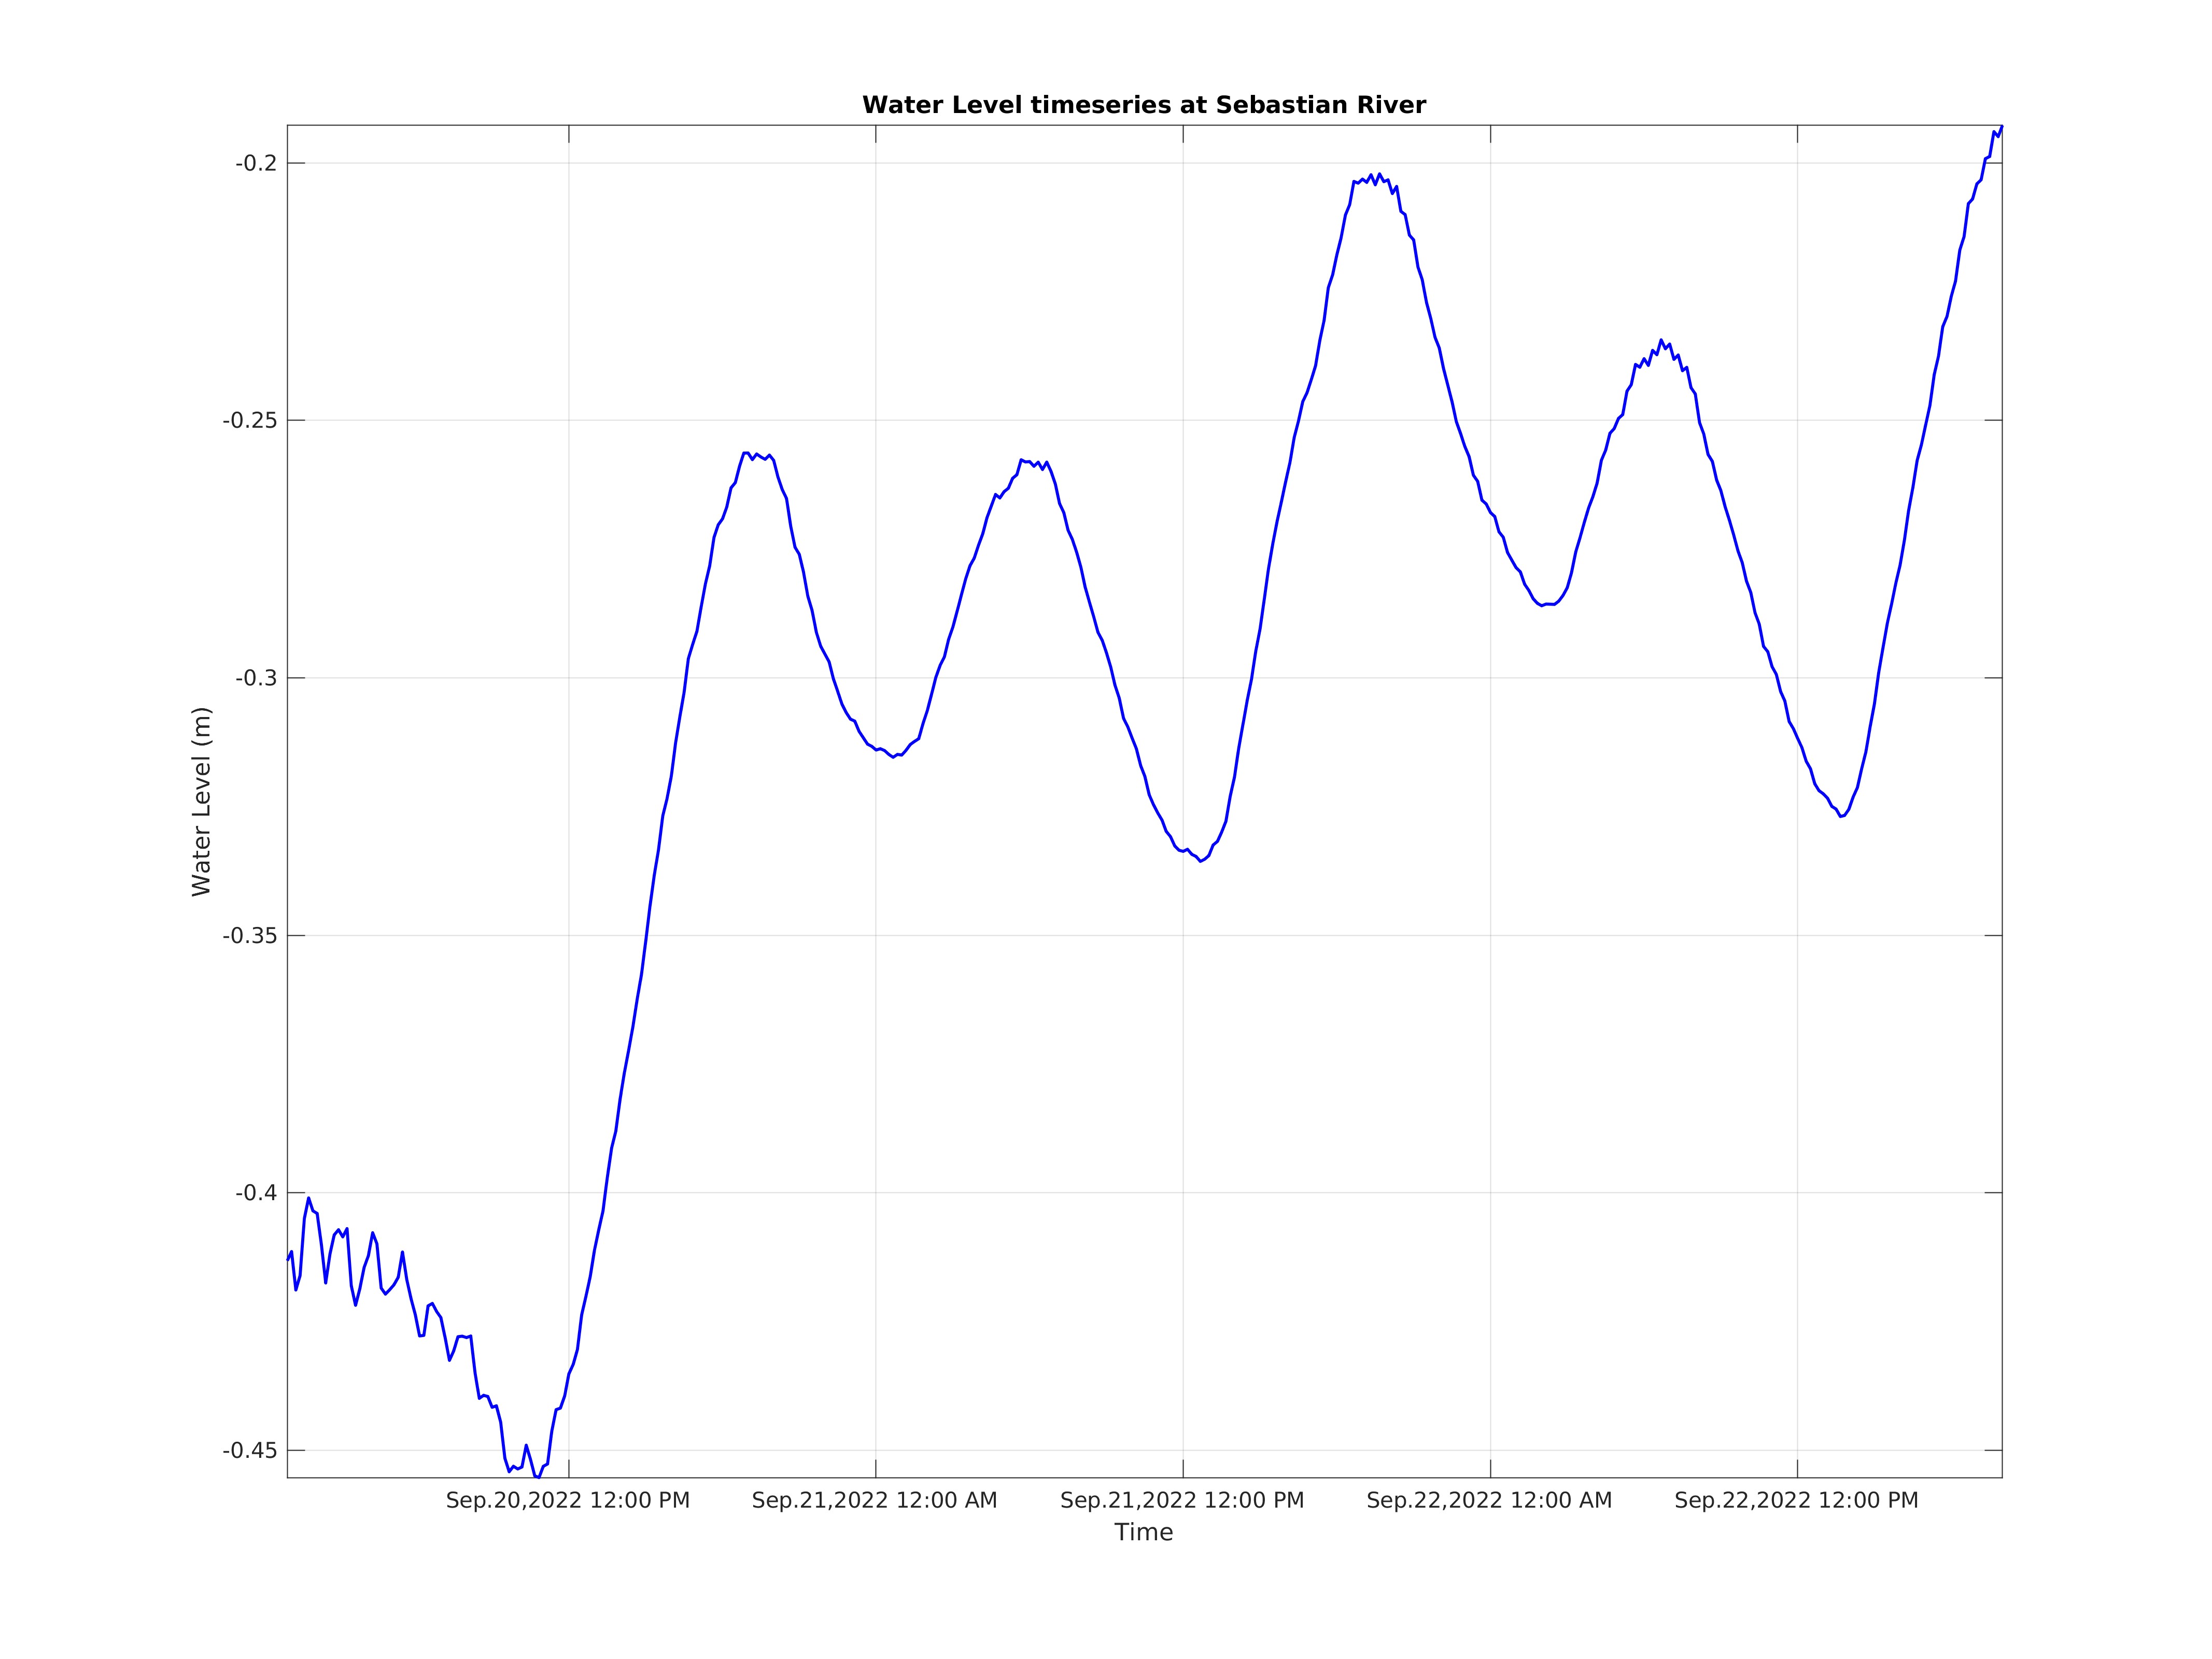 Water Level timeseries at Sebastian River
-0.2
-0.25
-0.3
-0.35
-0.4
-0.45
Water Level (m)
Sep.20,2022 12:00 PM
Sep.21,2022 12:00 AM
Sep.21,2022 12:00 PM
Sep.22,2022 12:00 AM
Sep.22,2022 12:00 PM
Time